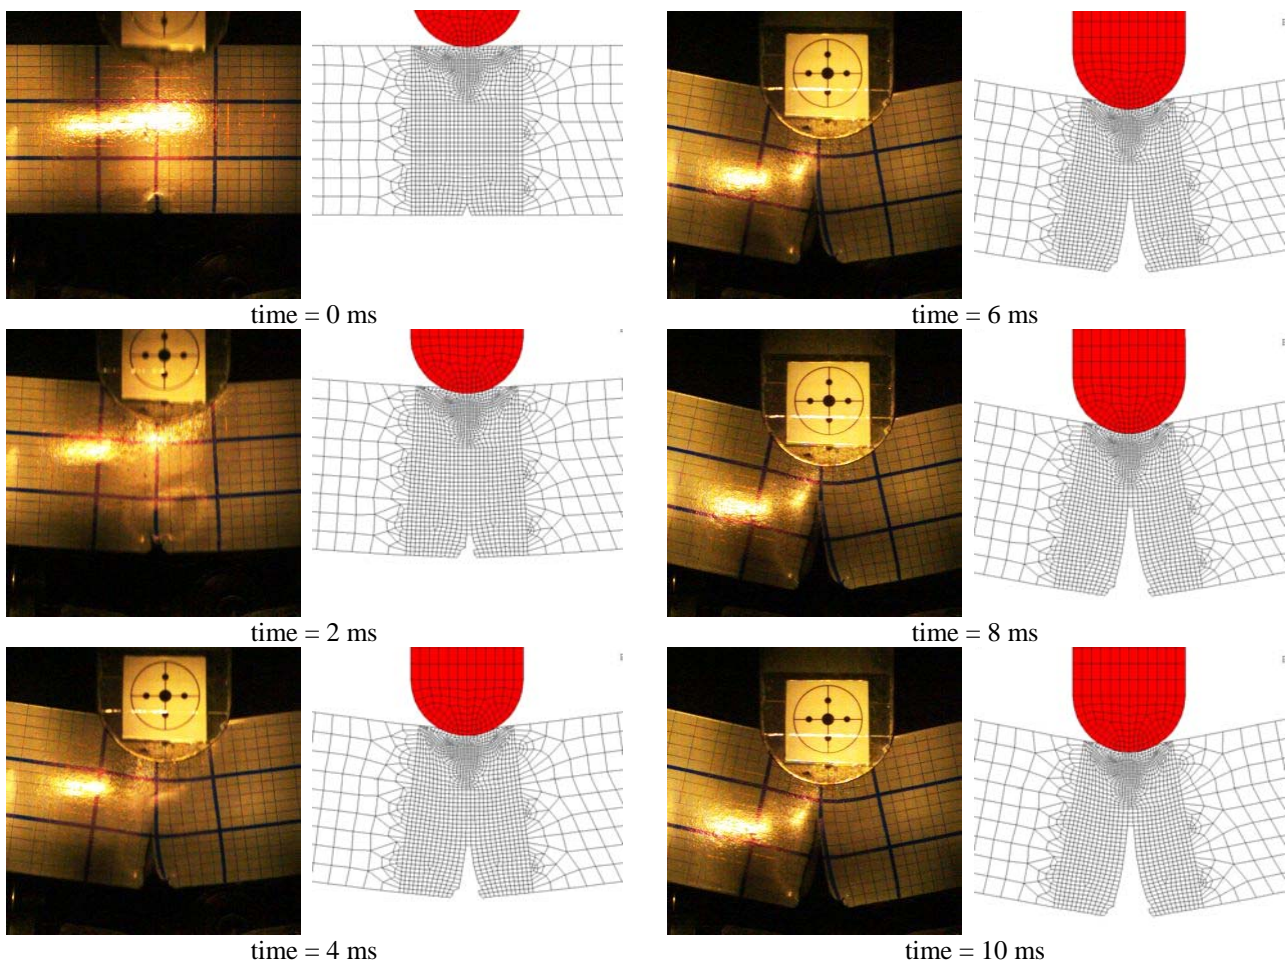 time = 0 ms
time = 2 ms
time = 4 ms
time = 6 ms
time = 8 ms
time = 10 ms